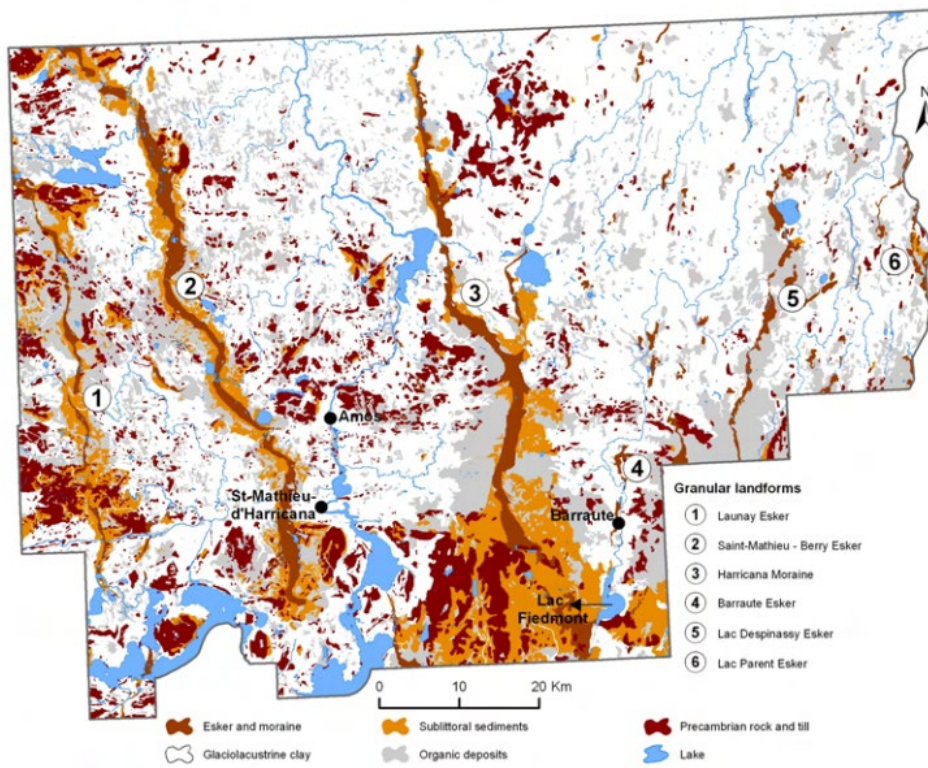 N
6
2
3
5
1
Amos
4
St-Mathieu-
d'Harricana
Barraute
Lac
Fiedmont
Granular landforms
1 Launay Esker
2 Saint-Mathieu - Berry Esker
3 Harricana Moraine
4 Barraute Esker
5 Lac Despinassy Esker
6 Lac Parent Esker
0 10 20 Km
Esker and moraine Sublittoral sediments Precambrian rock and till
Glaciolacustrine clay Organic deposits Lake